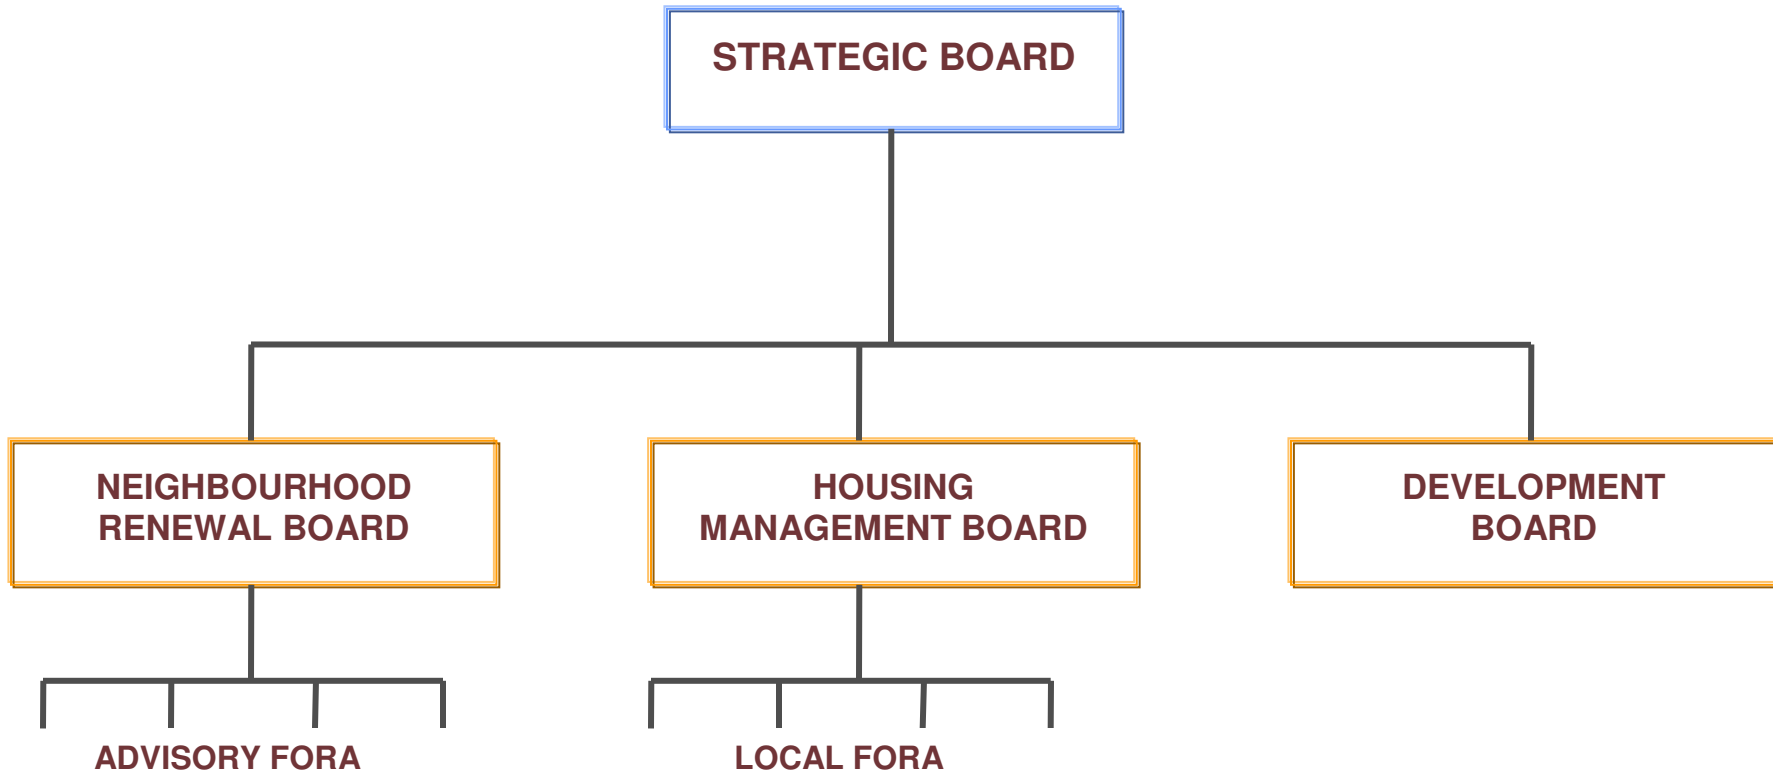 STRATEGIC BOARD
NEIGHBOURHOOD
RENEWAL BOARD
HOUSING
MANAGEMENT BOARD
DEVELOPMENT
BOARD
ADVISORY FORA
LOCAL FORA